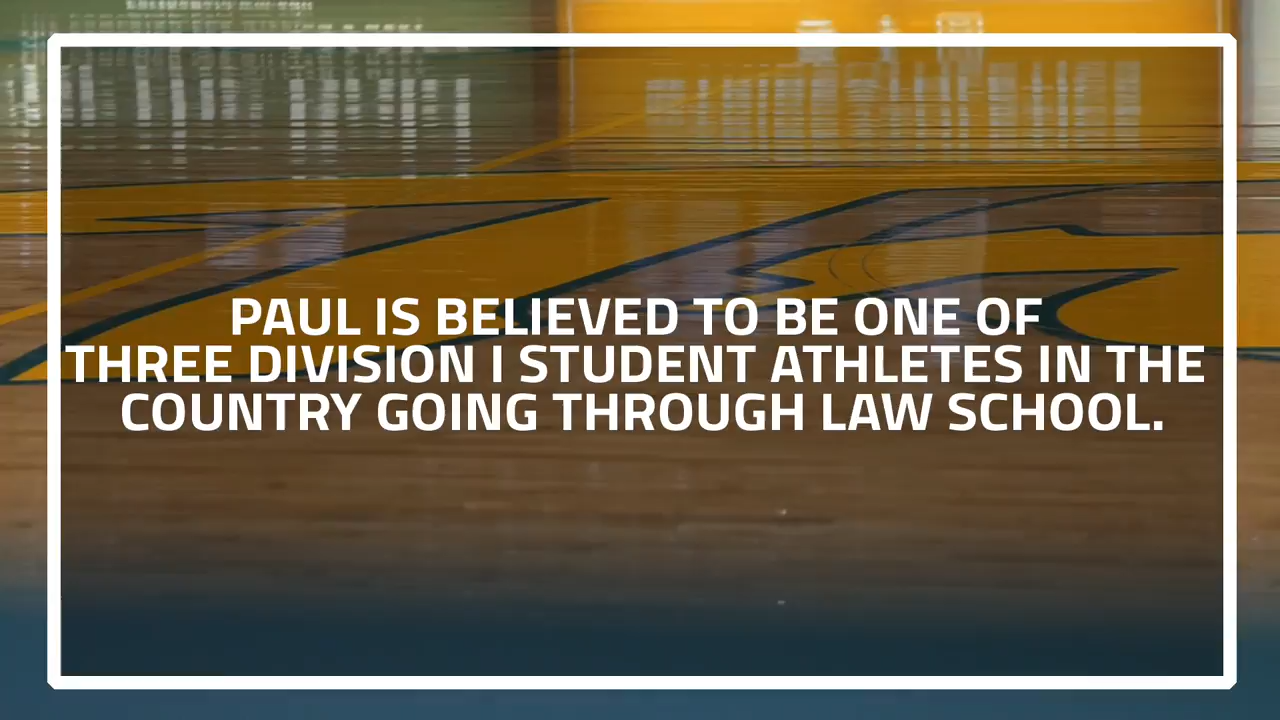 PAUL IS BELIEVED TO BE ONE OF
THREE DIVISION I STUDENT ATHLETES IN THE
COUNTRY GOING THROUGH LAW SCHOOL.